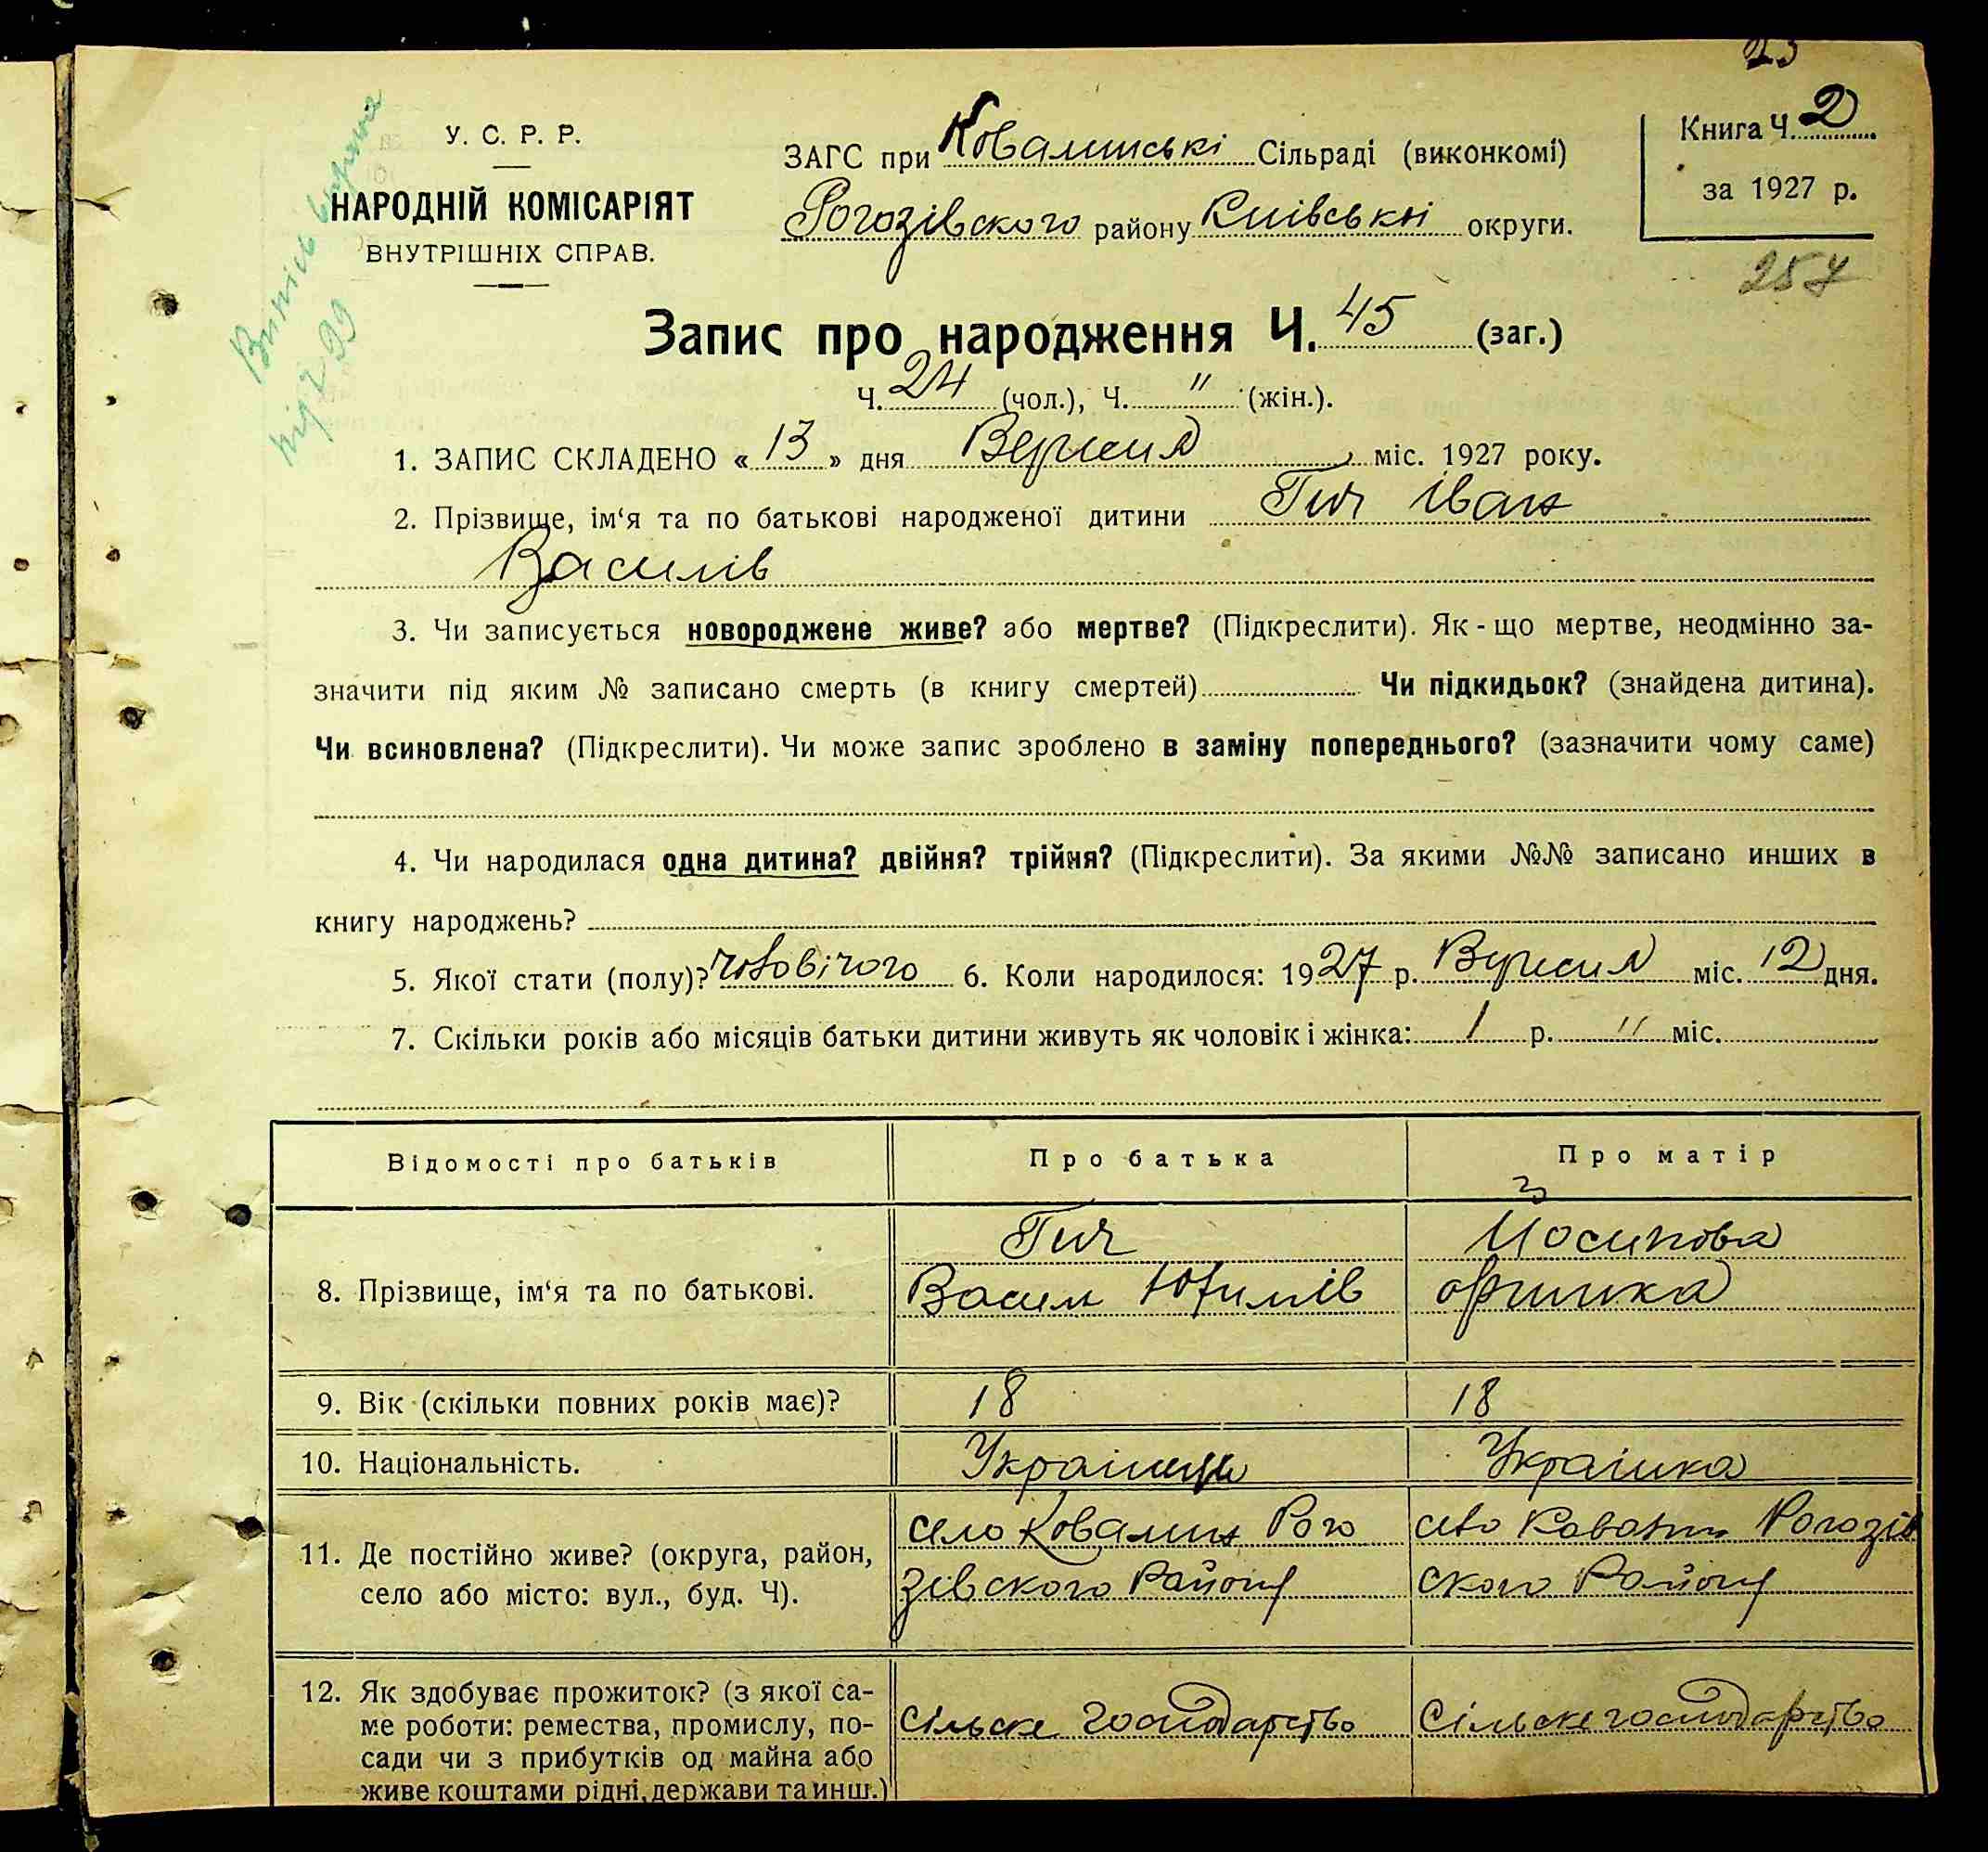 23
У. С. Р. Р.
НАРОДНІЙ КОМІСАРІЯТ
ВНУТРІШНІХ СПРАВ.
ЗАГС при Ковалинські Сільраді (виконкомі)
Рогозівского району Київські округи.
Книга Ч. 2
за 1927 р.
257
Запис про народження Ч. 45 (заг.)
Ч. 24 (чол.), Ч. " (жін.).
1. ЗАПИС СКЛАДЕНО « 13 » дня Вересня міс. 1927 року.
2. Прізвище, ім‘я та по батькові народженої дитини Гич Іван
Василів
3. Чи записується новороджене живе? або мертве? (Підкреслити). Як-що мертве, неодмінно за-
значити під яким № записано смерть (в книгу смертей) Чи підкидьок? (знайдена дитина).
Чи всиновлена? (Підкреслити). Чи може запис зроблено в заміну попереднього? (зазначити чому саме)
4. Чи народилася одна дитина? двійня? трійня? (Підкреслити). За якими №№ записано инших в
книгу народжень?
5. Якої стати (полу)? чоловічого 6. Коли народилося: 1927 р. Вересня міс. 12 дня.
7. Скільки років або місяців батьки дитини живуть як чоловік і жінка: 1 р. " міс.
Відомості про батьків Про батька Про матір
8. Прізвище, ім‘я та по батькові.
Гич
Васил Юхимів
Йосипова
Оришка
9. Вік (скільки повних років має)? 18 18
10. Національність. Українець Українка
11. Де постійно живе? (округа, район,
село або місто: вул., буд. Ч).
село Ковалин Рого
зівского Району
село Ковалин Рогозів
ского Району
12. Як здобуває прожиток? (з якої са-
ме роботи: ремества, промислу, по-
сади чи з прибутків од майна або
живе коштами рідні, держави та инш.)
Сільске господарство
Сільске господарство